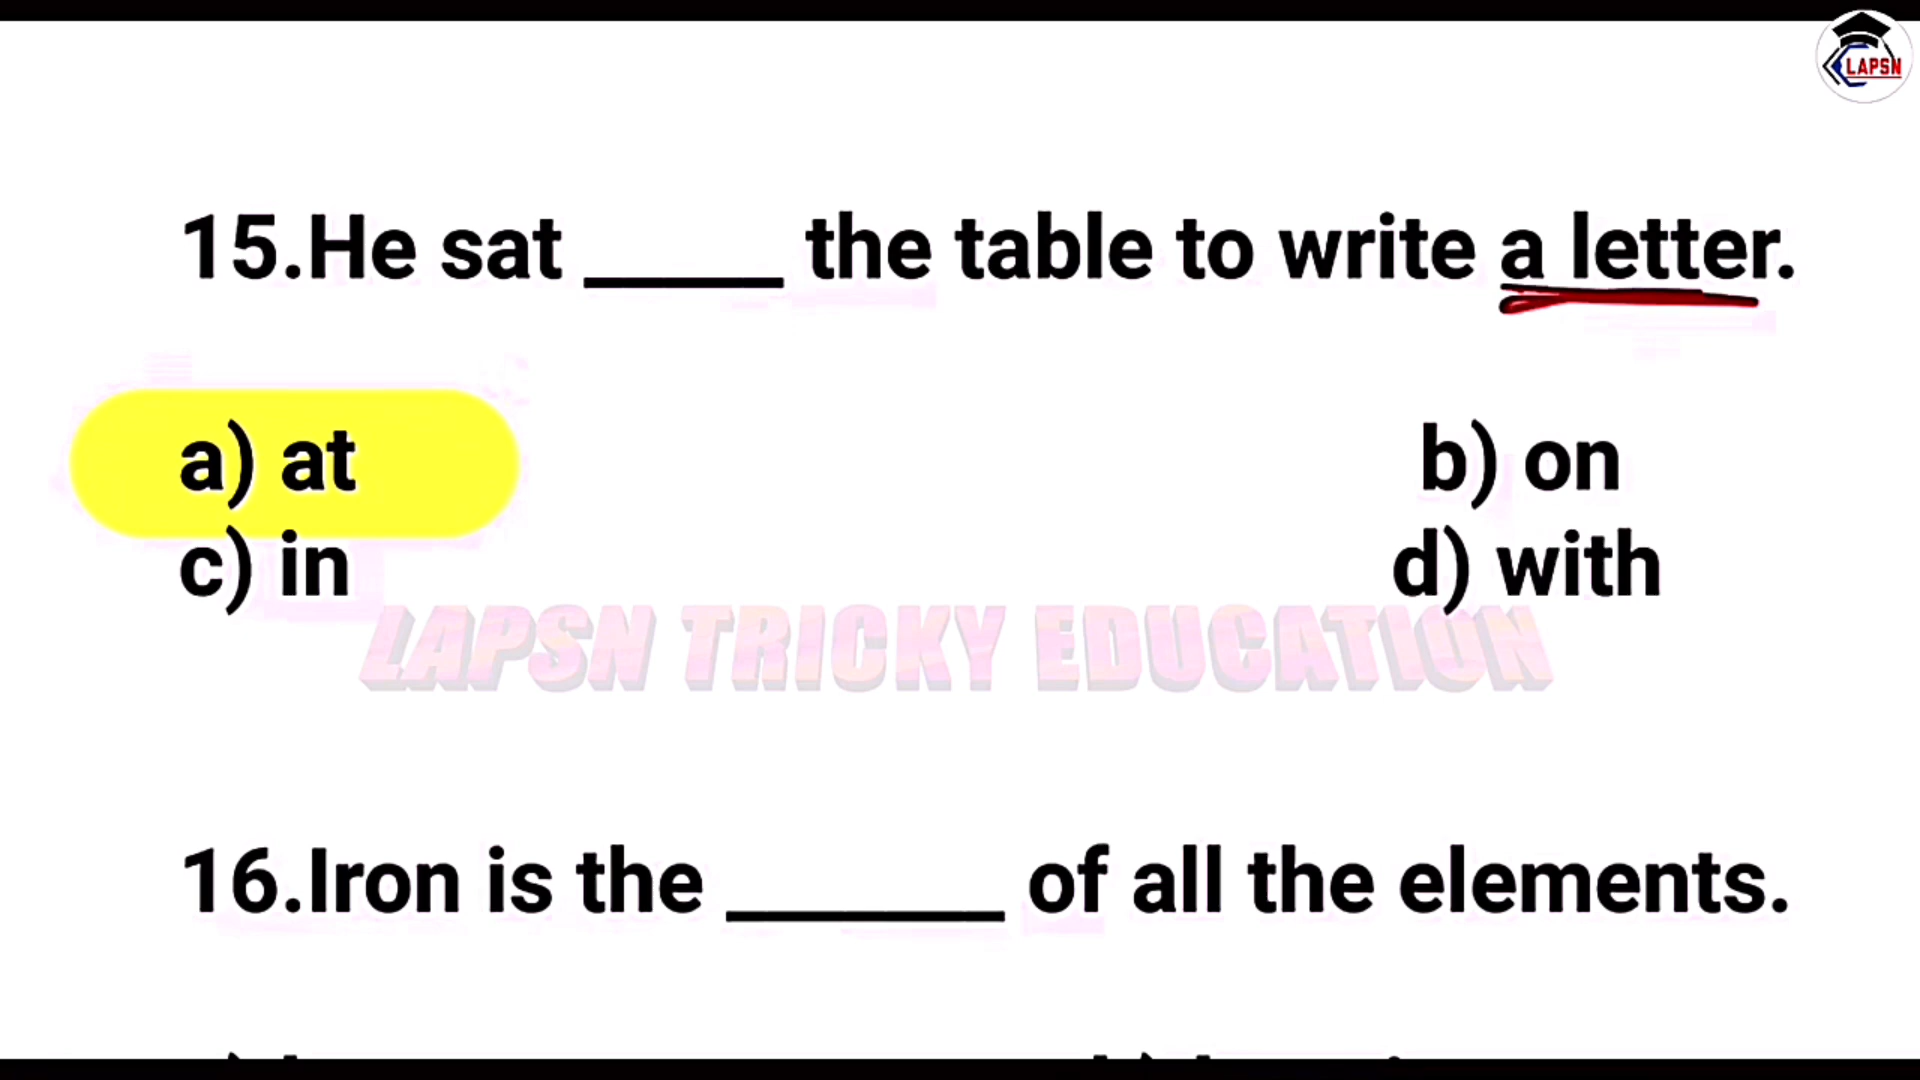 LAPSN
15.He sat _____ the table to write a letter.
a) at
b) on
c) in
d) with
LAPSN TRICKY EDUCATION
16.Iron is the _______ of all the elements.